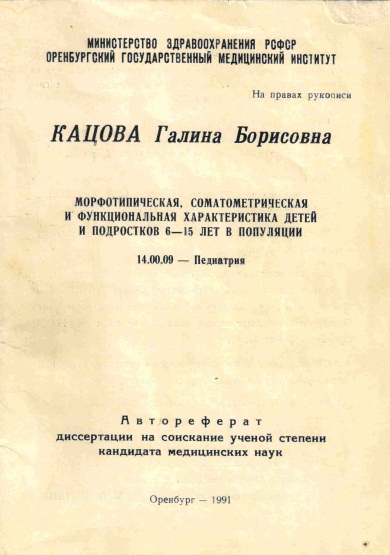 МИНИСТЕРСТВО ЗДРАВООХРАНЕНИЯ РСФСР
ОРЕНБУРГСКИЙ ГОСУДАРСТВЕННЫЙ МЕДИЦИНСКИЙ ИНСТИТУТ
На правах рукописи
КАЦОВА Галина Борисовна
МОРФОТИПИЧЕСКАЯ, СОМАТОМЕТРИЧЕСКАЯ
И ФУНКЦИОНАЛЬНАЯ ХАРАКТЕРИСТИКА ДЕТЕЙ
И ПОДРОСТКОВ 6—15 ЛЕТ В ПОПУЛЯЦИИ
14.00.09 — Педиатрия
Автореферат
диссертации на соискание ученой степени
кандидата медицинских наук
Оренбург — 1991